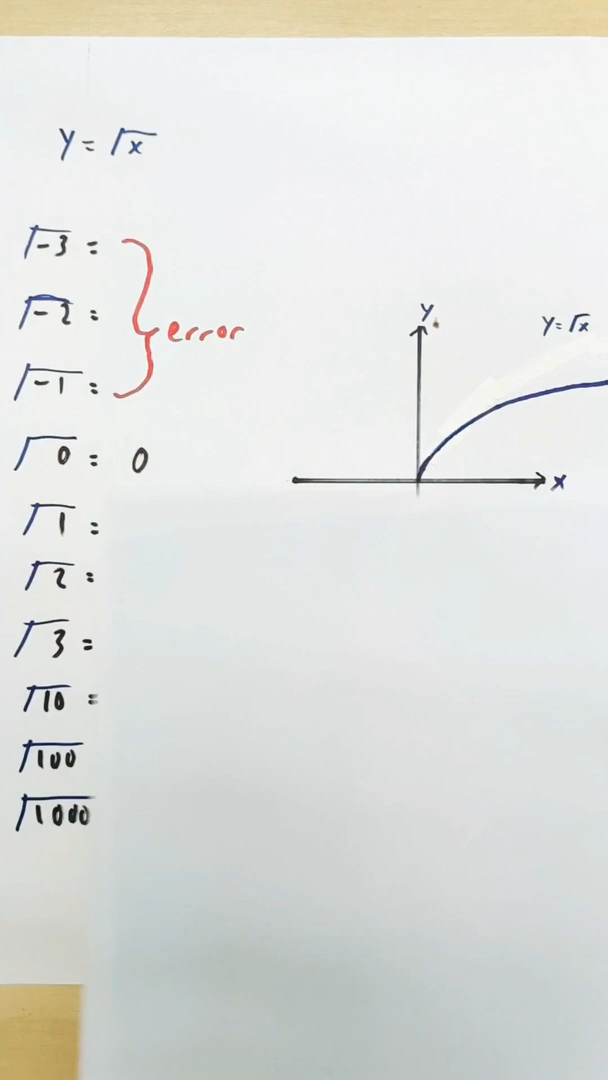 y = √x
√-3 =
√-2 =
√-1 =
error
√0 = 0
√1 =
√2 =
√3 =
√10 =
√100
√1000
y
y=√x
x